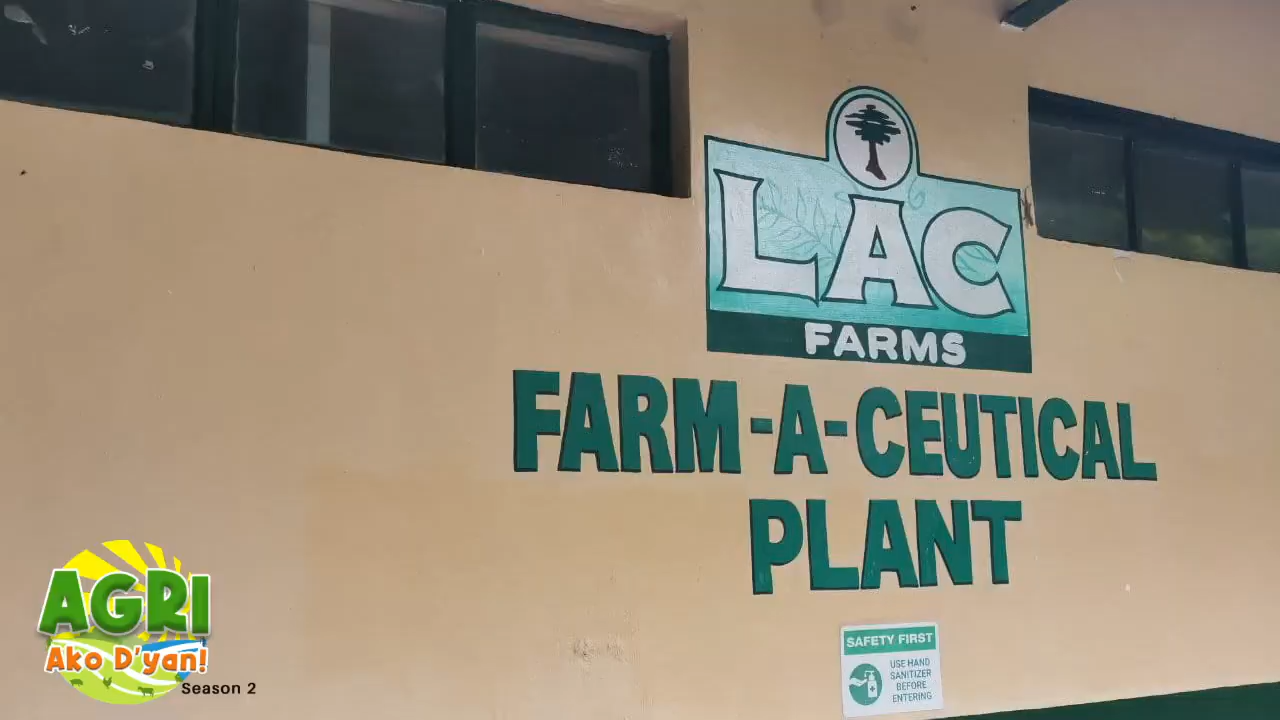 LAC
FARMS
FARM-A-CEUTICAL
PLANT
SAFETY FIRST
USE HAND
SANITIZER
BEFORE
ENTERING
AGRI
Ako D'yan!
Season 2